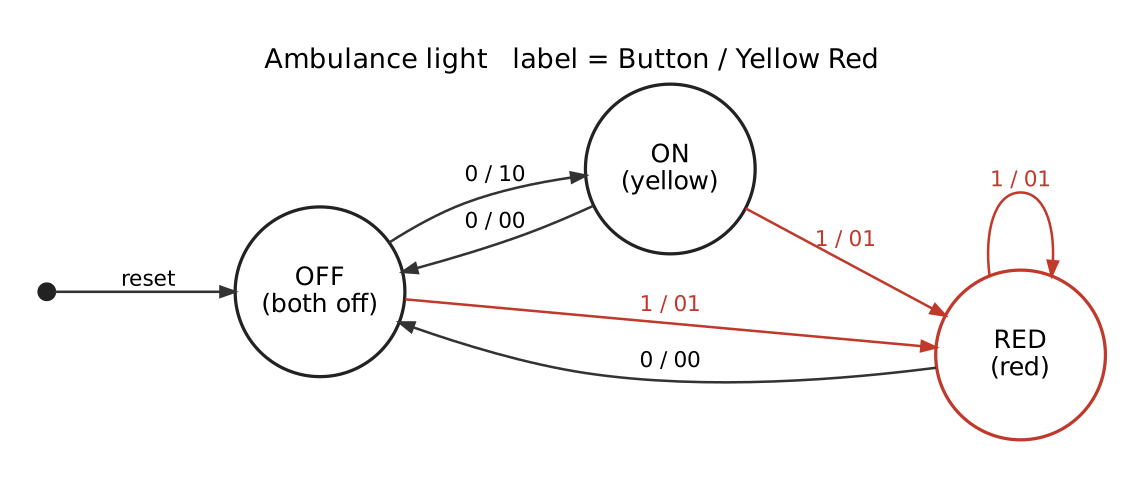 Ambulance light   label = Button / Yellow Red
ON
(yellow)
0 / 10
1 / 01
0 / 00
1 / 01
OFF
(both off)
reset
1 / 01
RED
(red)
0 / 00